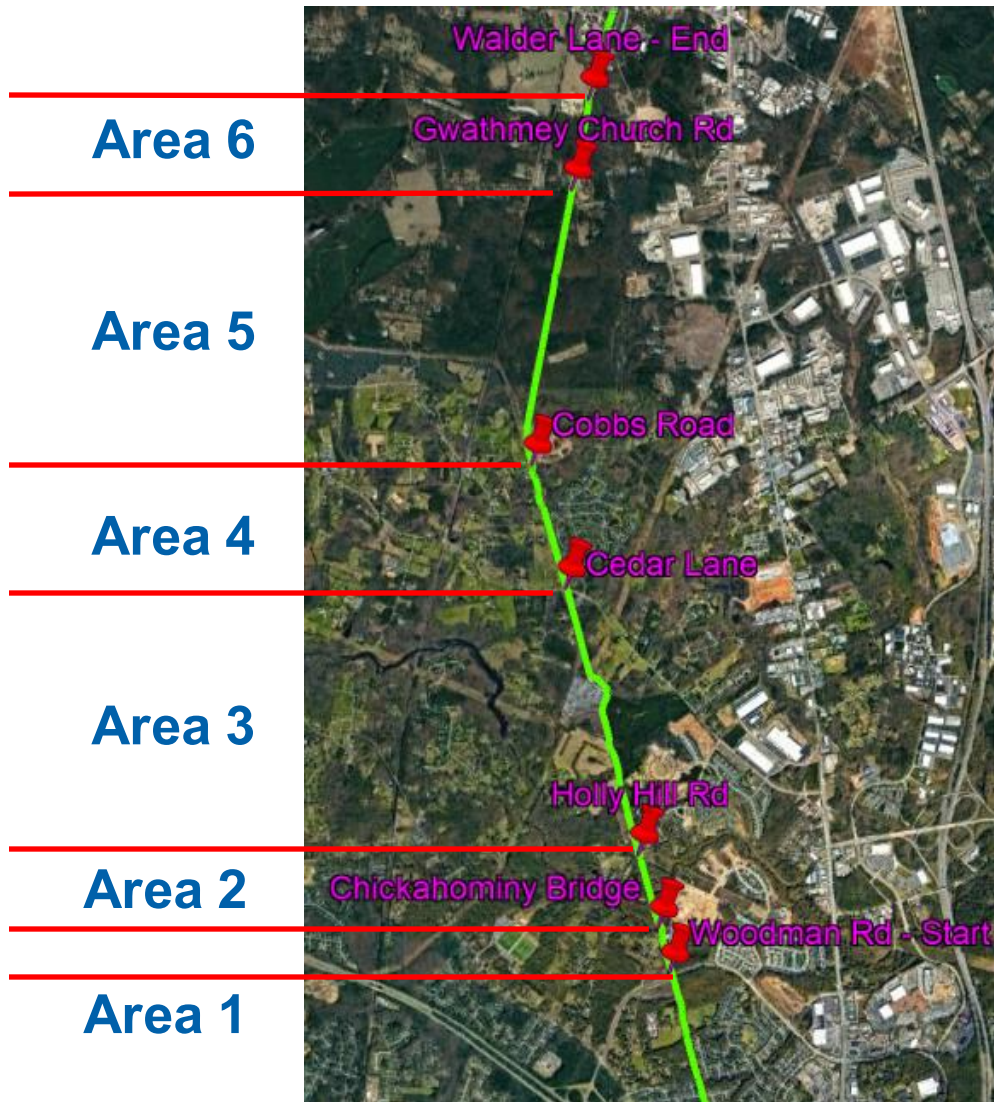 Walder Lane - End
Area 6
Gwathmey Church Rd
Area 5
Cobbs Road
Area 4
Cedar Lane
Area 3
Holly Hill Rd
Area 2
Chickahominy Bridge
Woodman Rd - Start
Area 1